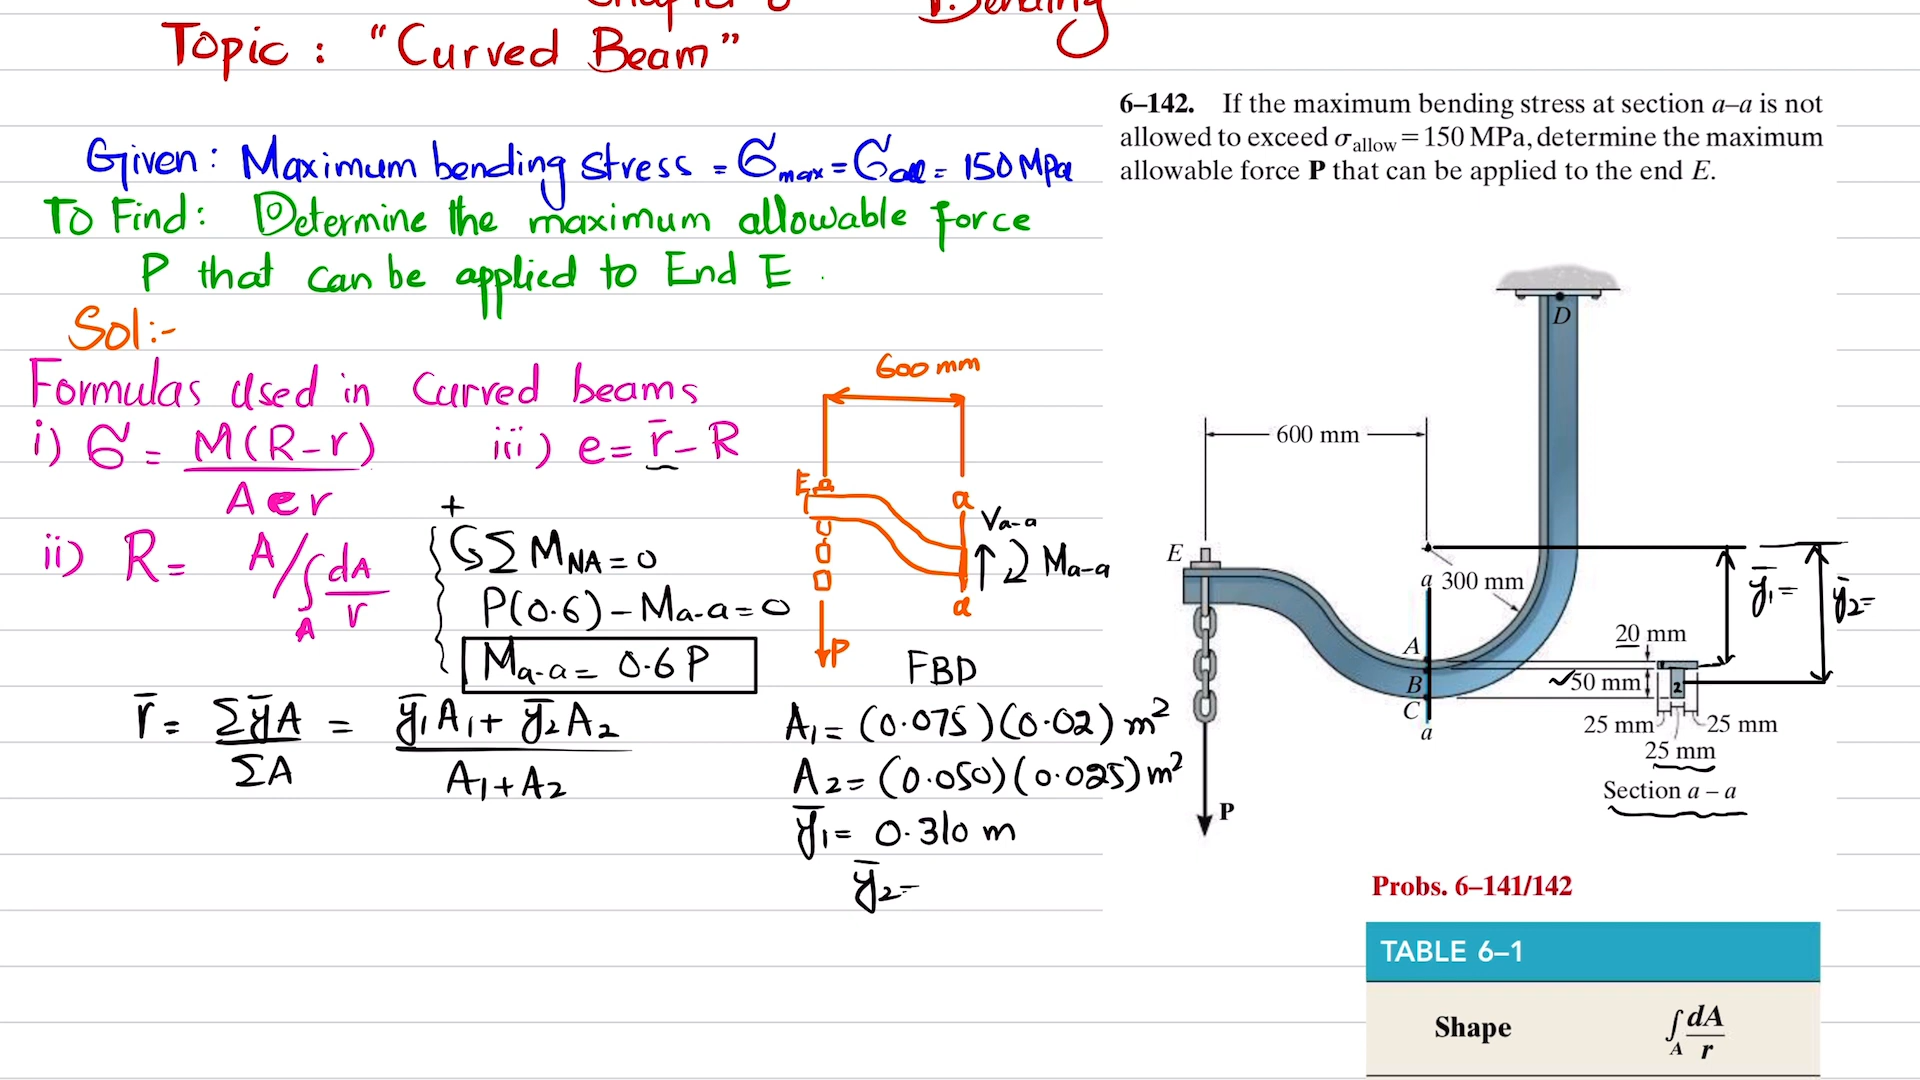 Topic : "Curved Beam"
Bending
Given: Maximum bending stress = σmax = σall = 150 MPa
To Find: Determine the maximum allowable force
P that can be applied to End E.
Sol:-
Formulas Used in Curved beams
i) σ = M(R-r) / Aer
iii) e = r̄ - R
ii) R = A / ∫A dA/r
+
↺ Σ MNA = 0
P(0.6) - Ma-a = 0
Ma-a = 0.6 P
600 mm
E
a
a
Va-a
Ma-a
P
FBD
r̄ = ΣȳA / ΣA = ȳ1A1 + ȳ2A2 / A1 + A2
A1 = (0.075)(0.02) m²
A2 = (0.050)(0.025) m²
ȳ1 = 0.310 m
ȳ2 =
6–142. If the maximum bending stress at section a–a is not
allowed to exceed σallow = 150 MPa, determine the maximum
allowable force P that can be applied to the end E.
D
600 mm
E
a 300 mm
ȳ1 =
ȳ2 =
20 mm
A
B
C
a
50 mm
2
25 mm
25 mm
25 mm
Section a – a
P
Probs. 6–141/142
TABLE 6–1
Shape ∫A dA/r